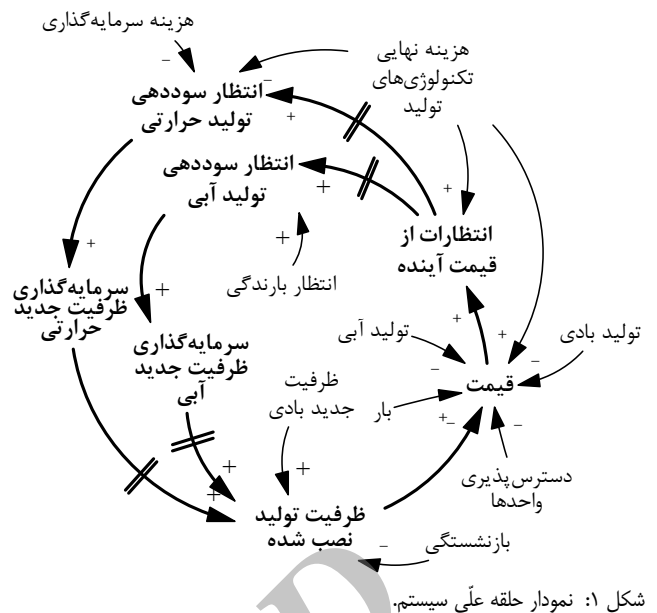 هزینه سرمایه‌گذاری
هزینه نهایی
تکنولوژی‌های
تولید
انتظار سوددهی
تولید حرارتی
انتظار سوددهی
تولید آبی
انتظارات از
قیمت آینده
انتظار بارندگی
سرمایه‌گذاری
ظرفیت جدید
حرارتی
سرمایه‌گذاری
ظرفیت جدید
آبی
تولید آبی
تولید بادی
قیمت
بار
ظرفیت
جدید بادی
دسترس‌پذیری
واحدها
ظرفیت تولید
نصب شده
بازنشستگی
شکل ۱: نمودار حلقه علّی سیستم.